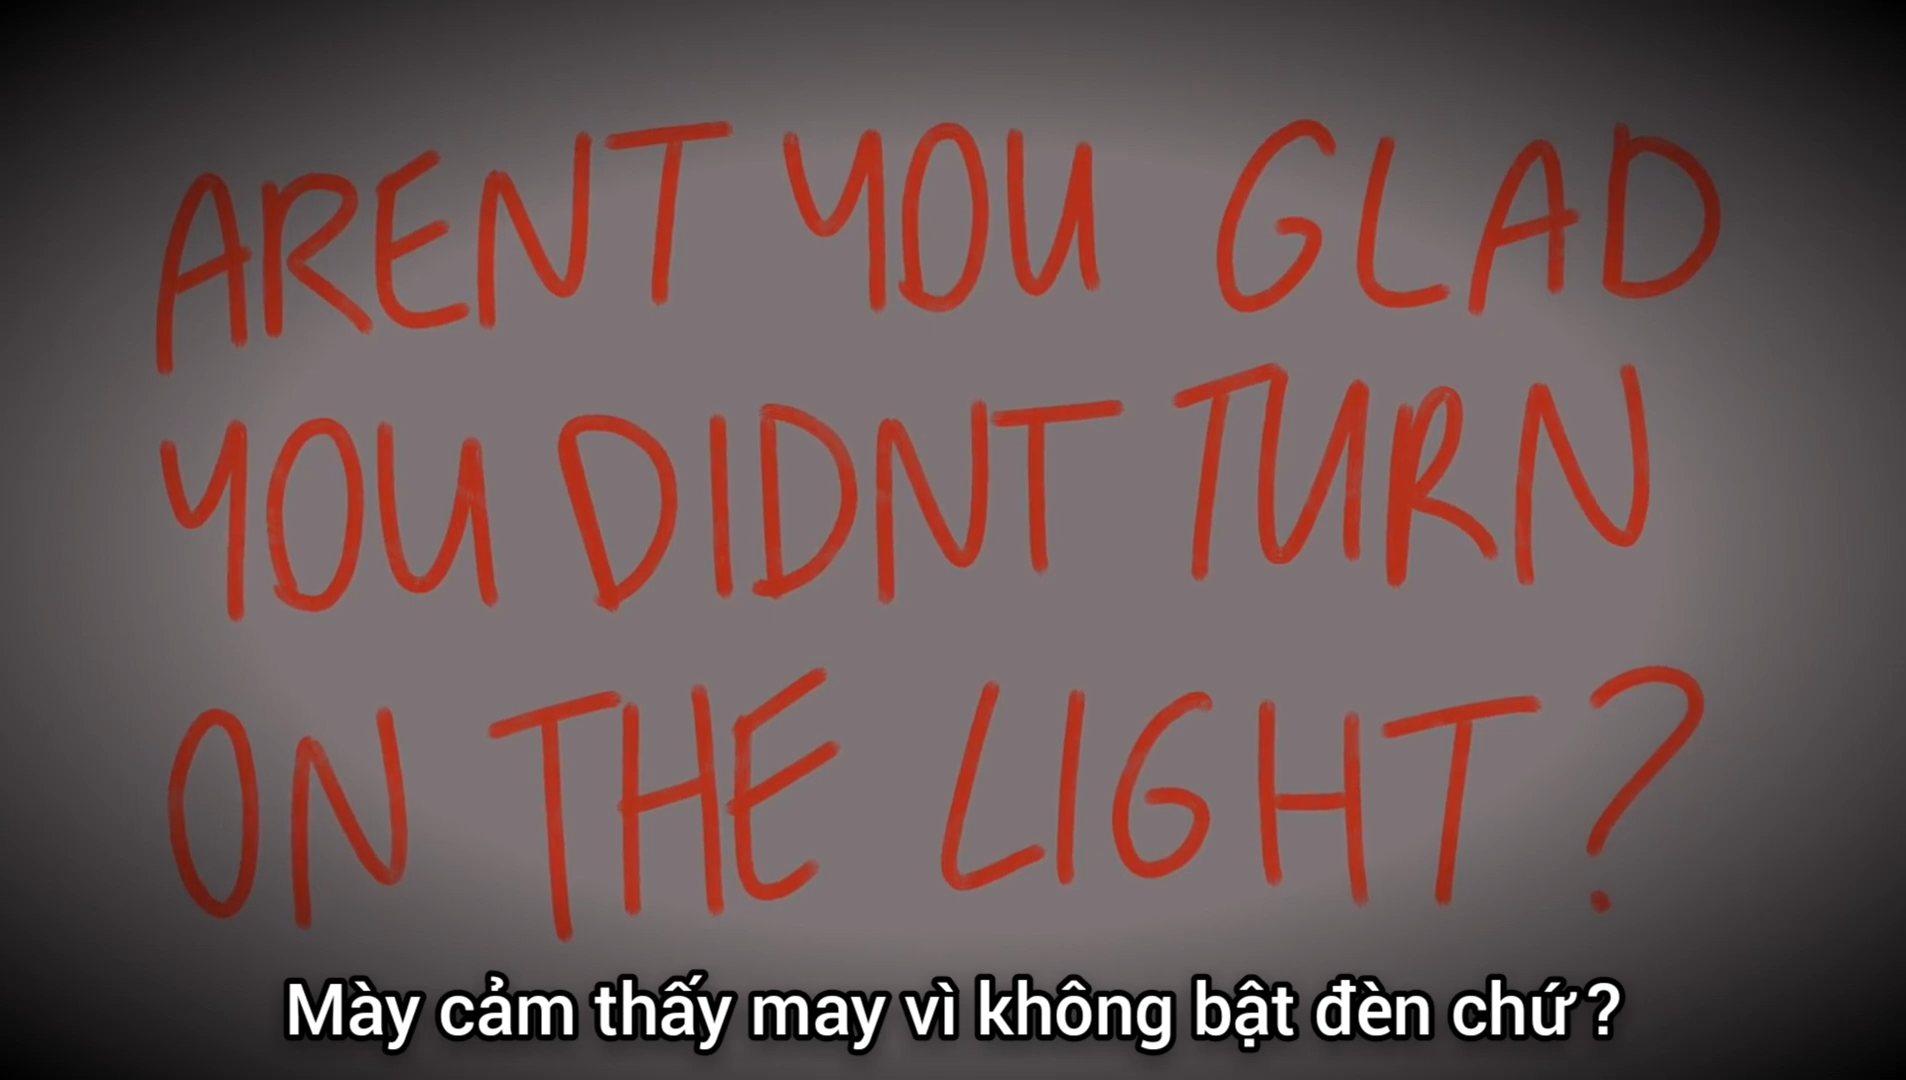 ARENT YOU GLAD
YOU DIDNT TURN
ON THE LIGHT?
Mày cảm thấy may vì không bật đèn chứ?